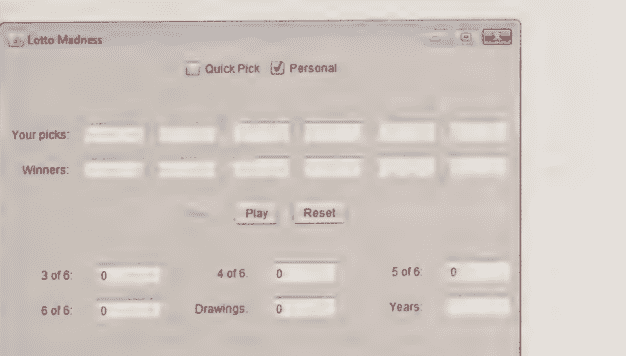 Lotto Madness
Quick Pick Personal
Your picks:
Winners:
Play Reset
3 of 6: 0 4 of 6: 0 5 of 6: 0
6 of 6: 0 Drawings: 0 Years: